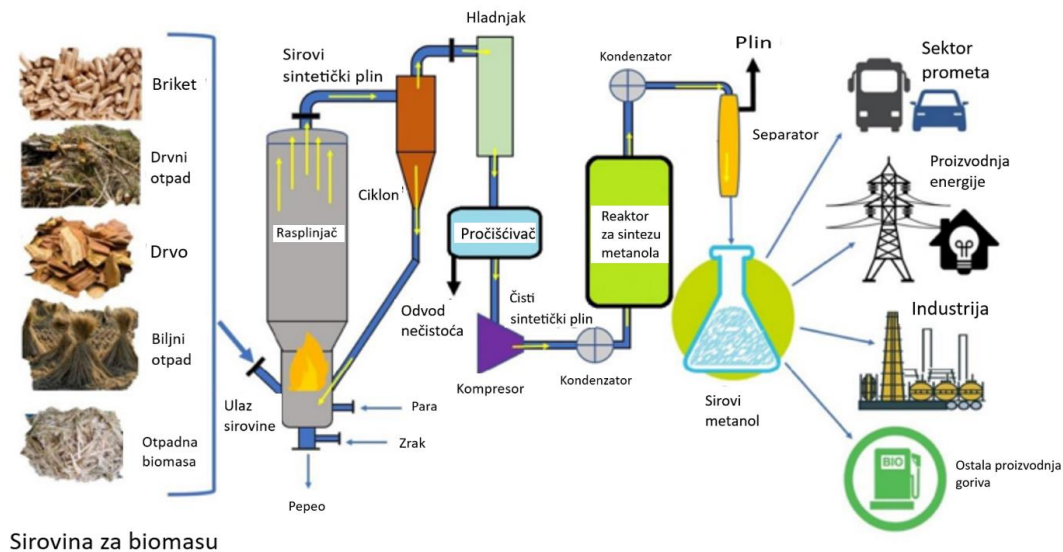 Briket
Drvni
otpad
Drvo
Biljni
otpad
Otpadna
biomasa
Sirovina za biomasu
Ulaz
sirovine
Sirovi
sintetički plin
Rasplinjač
Para
Zrak
Pepeo
Ciklon
Hladnjak
Pročišćivač
Odvod
nečistoća
Čisti
sintetički plin
Kompresor
Kondenzator
Reaktor
za sintezu
metanola
Kondenzator
Plin
Separator
Sirovi
metanol
Sektor
prometa
Proizvodnja
energije
Industrija
BIO
Ostala proizvodnja
goriva